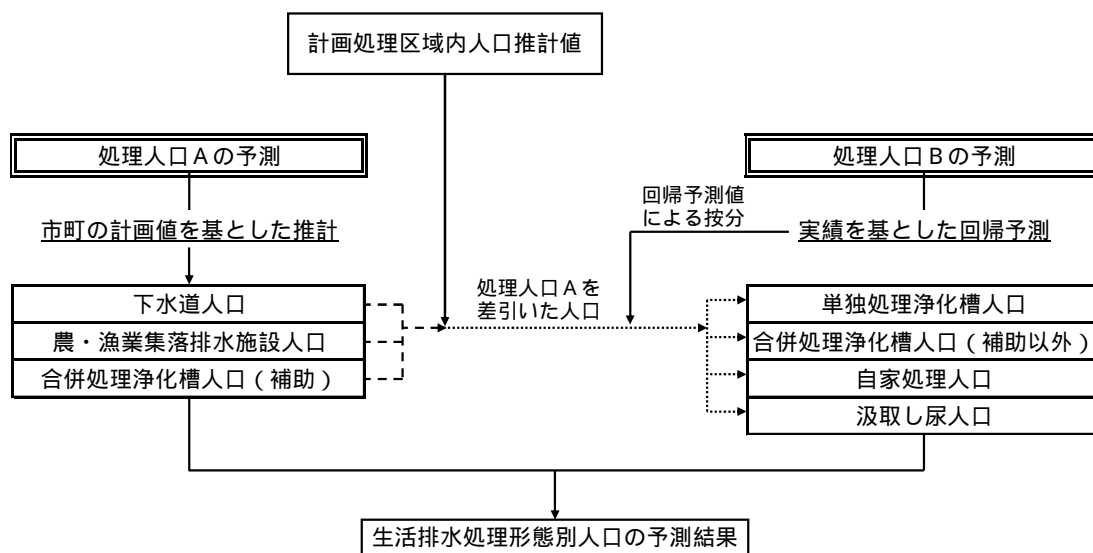 計画処理区域内人口推計値
処理人口Aの予測
処理人口Bの予測
回帰予測値
による按分
市町の計画値を基とした推計
実績を基とした回帰予測
処理人口Aを
差引いた人口
下水道人口
農・漁業集落排水施設人口
合併処理浄化槽人口(補助)
単独処理浄化槽人口
合併処理浄化槽人口(補助以外)
自家処理人口
汲取し尿人口
生活排水処理形態別人口の予測結果